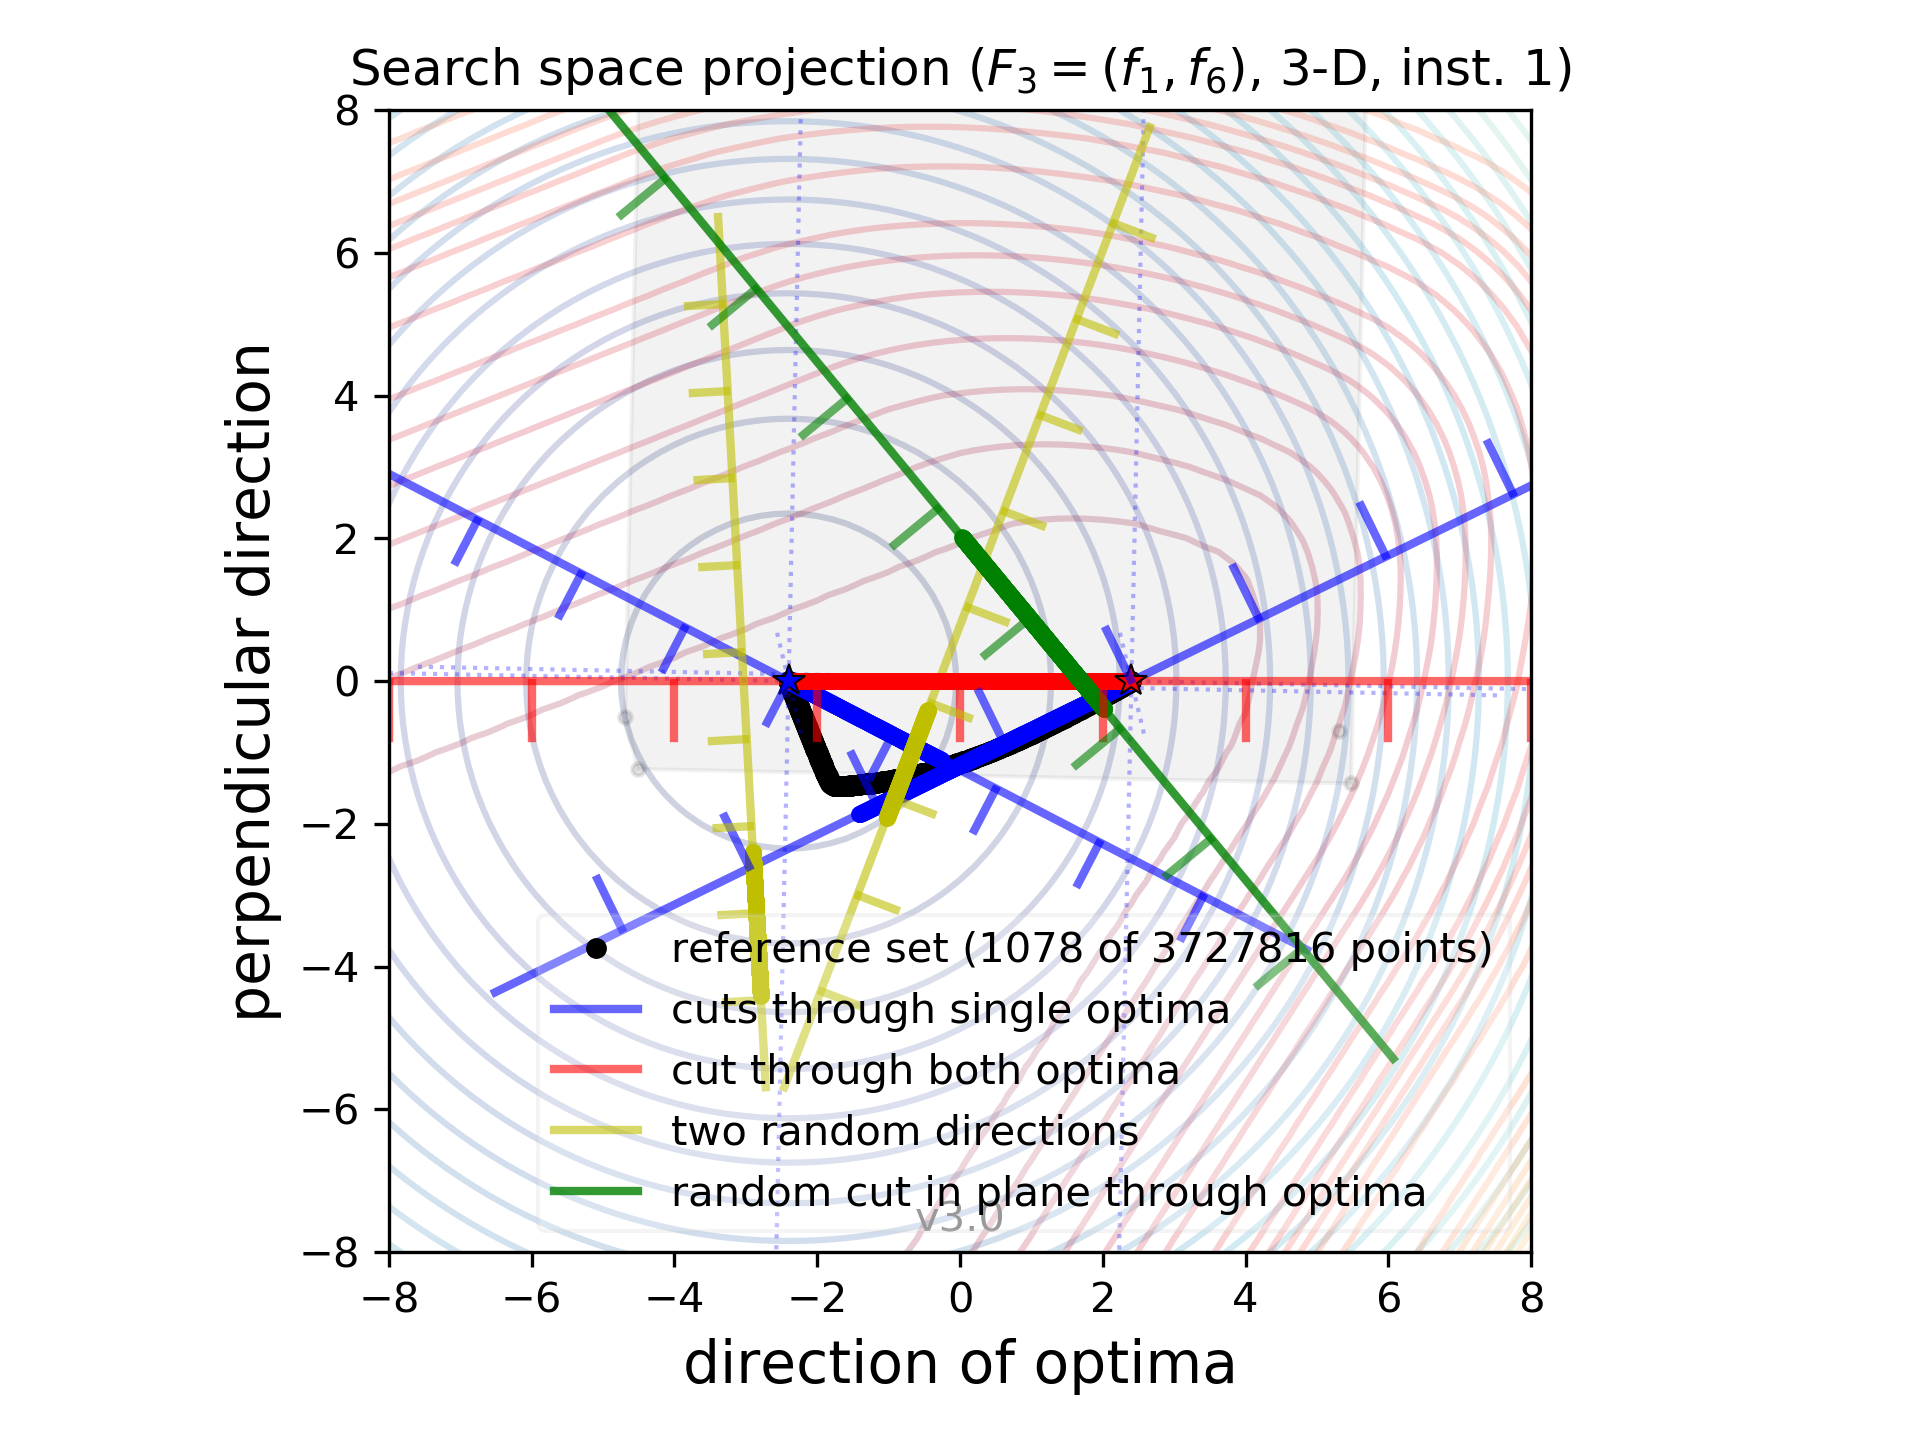 Search space projection (F₃ = (f₁, f₆), 3-D, inst. 1)
8
6
4
2
0
−2
−4
−6
−8
perpendicular direction
reference set (1078 of 3727816 points)
cuts through single optima
cut through both optima
two random directions
random cut in plane through optima
v3.0
−8 −6 −4 −2 0 2 4 6 8
direction of optima